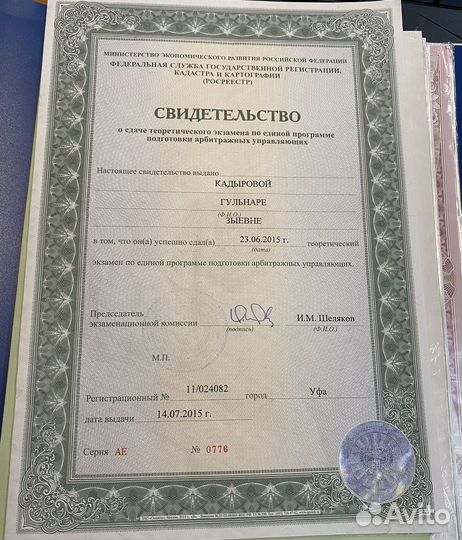 МИНИСТЕРСТВО ЭКОНОМИЧЕСКОГО РАЗВИТИЯ РОССИЙСКОЙ ФЕДЕРАЦИИ
ФЕДЕРАЛЬНАЯ СЛУЖБА ГОСУДАРСТВЕННОЙ РЕГИСТРАЦИИ,
КАДАСТРА И КАРТОГРАФИИ
(РОСРЕЕСТР)
СВИДЕТЕЛЬСТВО
о сдаче теоретического экзамена по единой программе
подготовки арбитражных управляющих
Настоящее свидетельство выдано
КАДЫРОВОЙ
ГУЛЬНАРЕ
(Ф.И.О.)
ЗЫЕВНЕ
в том, что он(а) успешно сдал(а) 23.06.2015 г. теоретический
(дата)
экзамен по единой программе подготовки арбитражных управляющих.
Председатель
экзаменационной комиссии И.М. Шеляков
(подпись) (Ф.И.О.)
М.П.
Регистрационный № 11/024082 город Уфа
дата выдачи 14.07.2015 г.
Серия АЕ № 0776
Avito